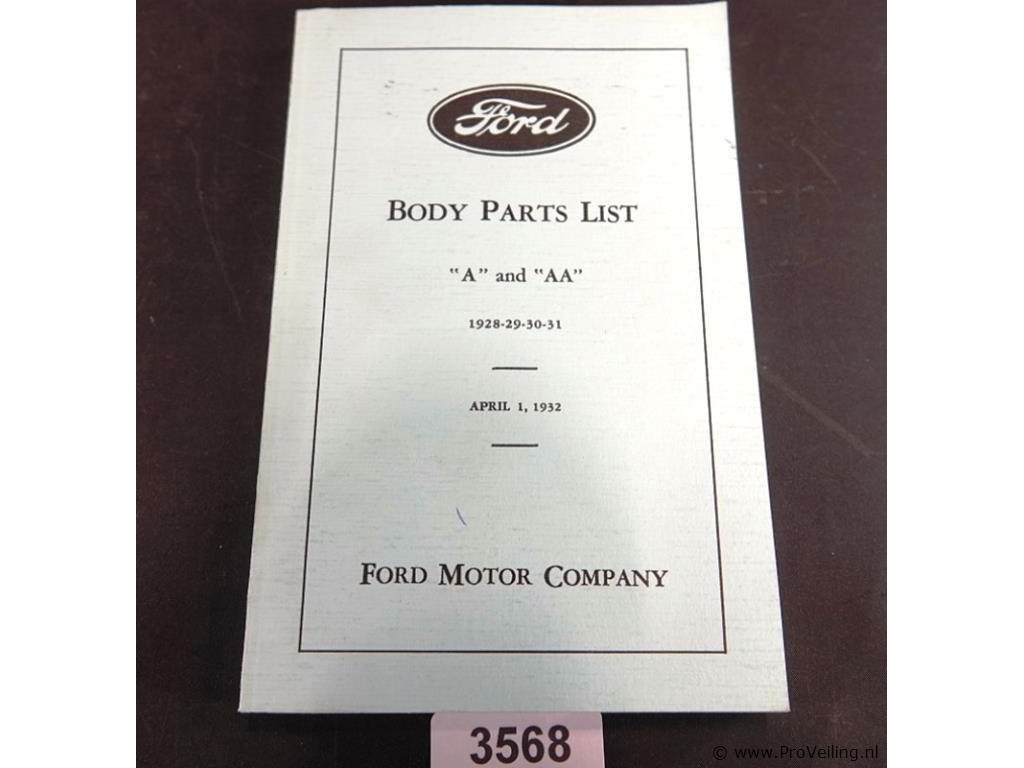 Ford
BODY PARTS LIST
"A" and "AA"
1928-29-30-31
APRIL 1, 1932
FORD MOTOR COMPANY
3568
© www.ProVeiling.nl